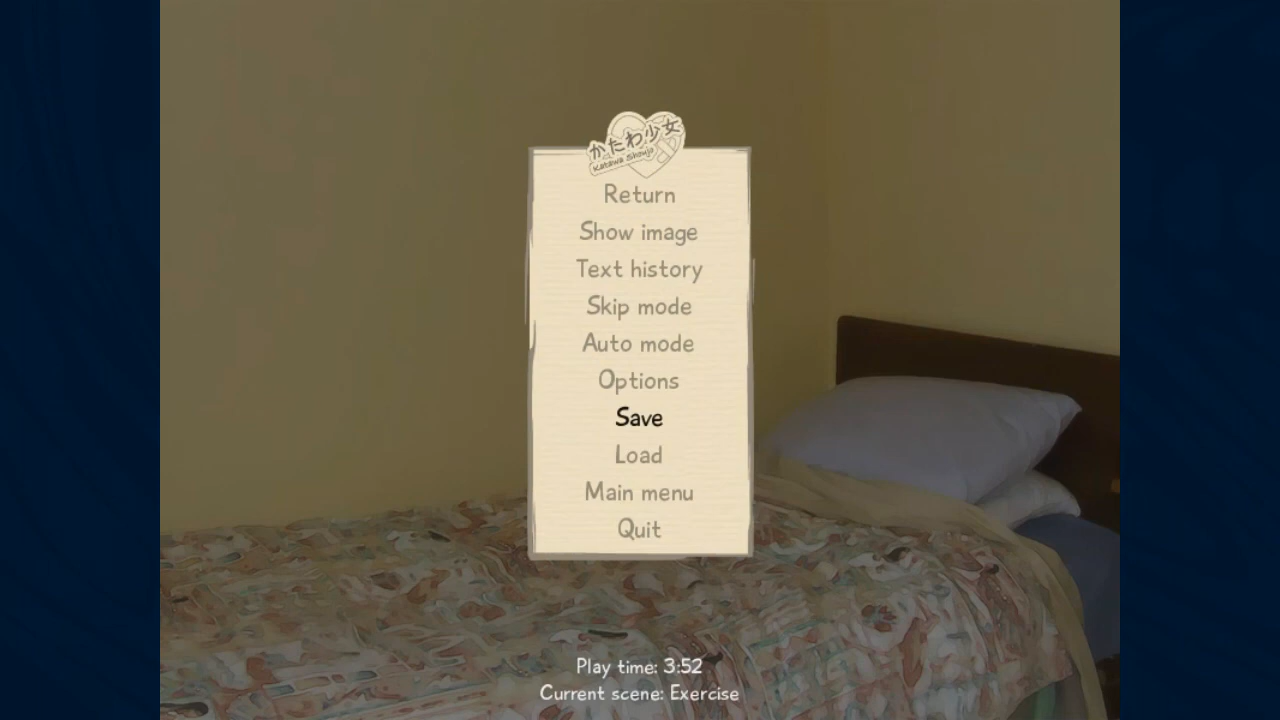 かたわ少女
Katawa Shoujo
Return
Show image
Text history
Skip mode
Auto mode
Options
Save
Load
Main menu
Quit
Play time: 3:52
Current scene: Exercise